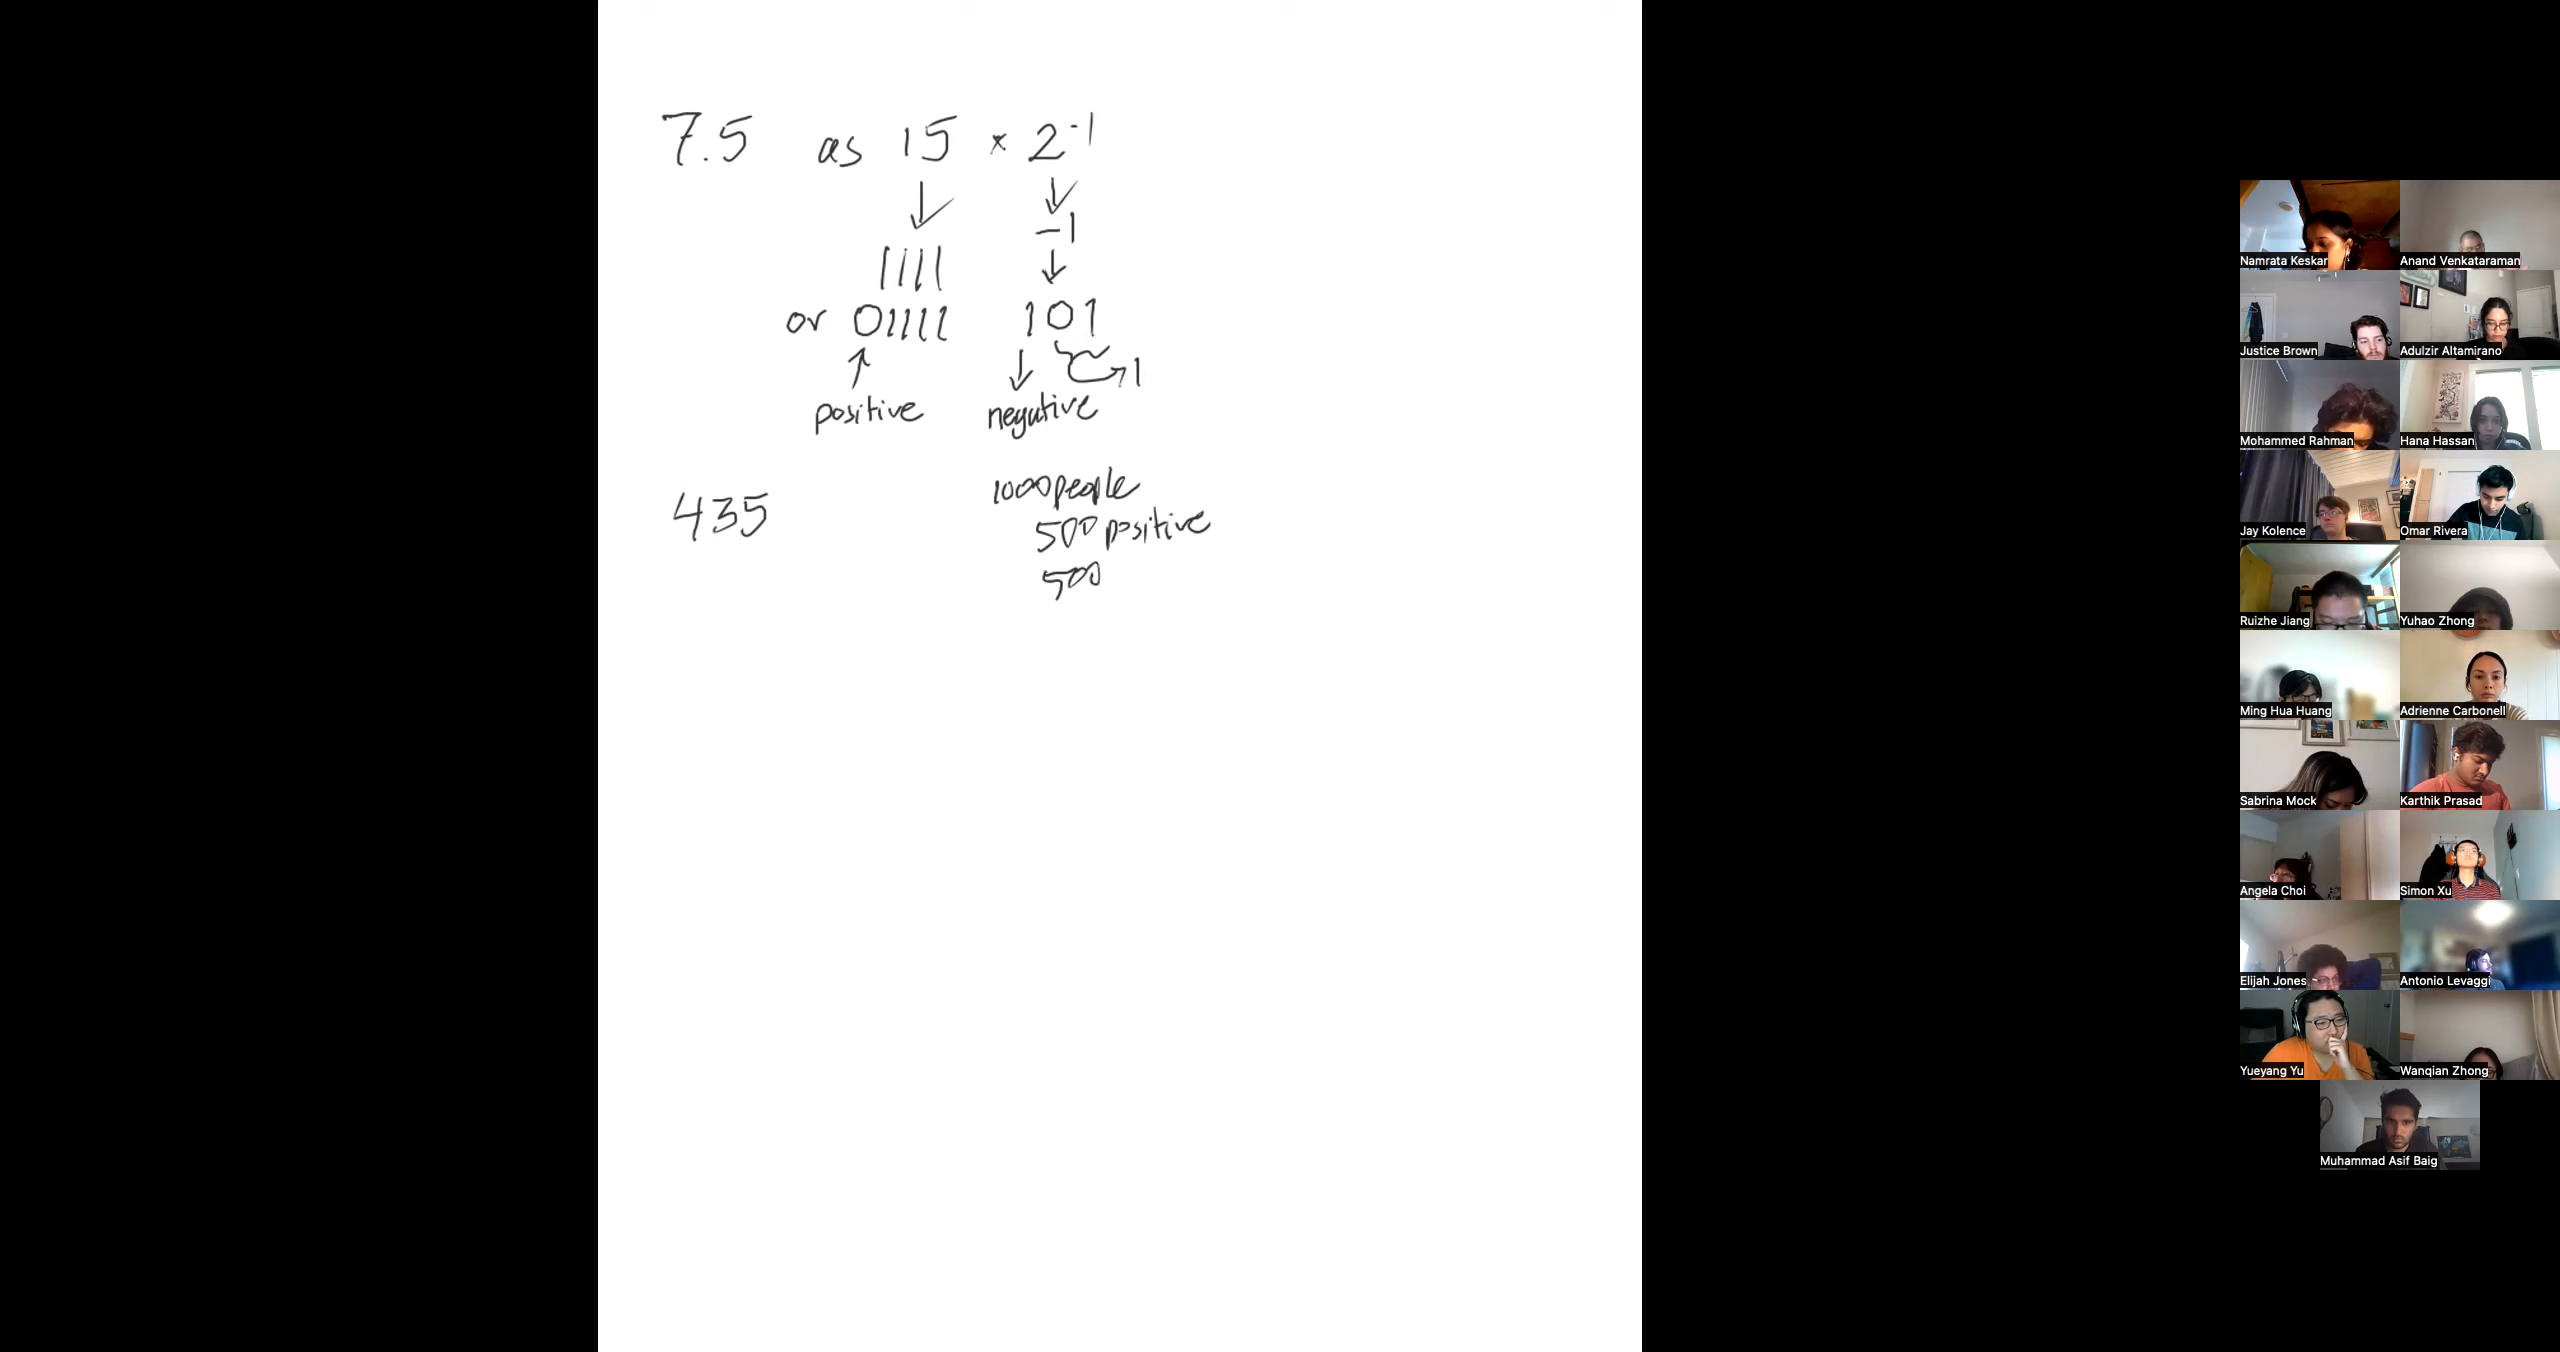 7.5 as 15 × 2⁻¹
↓ ↓
-1
↓
1111
or 01111 101
↑ ↓ 1
positive negative
1000 people
435 500 positive
500
Namrata Keskar
Anand Venkataraman
Justice Brown
Adulzir Altamirano
Mohammed Rahman
Hana Hassan
Jay Kolence
Omar Rivera
Ruizhe Jiang
Yuhao Zhong
Ming Hua Huang
Adrienne Carbonell
Sabrina Mock
Karthik Prasad
Angela Choi
Simon Xu
Elijah Jones
Antonio Levaggi
Yueyang Yu
Wanqian Zhong
Muhammad Asif Baig